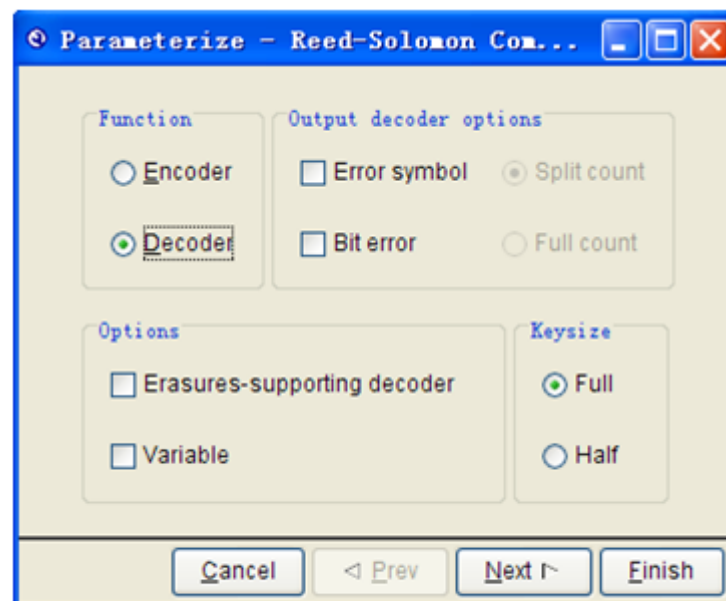 Parameterize - Reed-Solomon Com...
Function
Encoder
Decoder
Output decoder options
Error symbol
Split count
Bit error
Full count
Options
Erasures-supporting decoder
Variable
Keysize
Full
Half
Cancel
Prev
Next
Finish